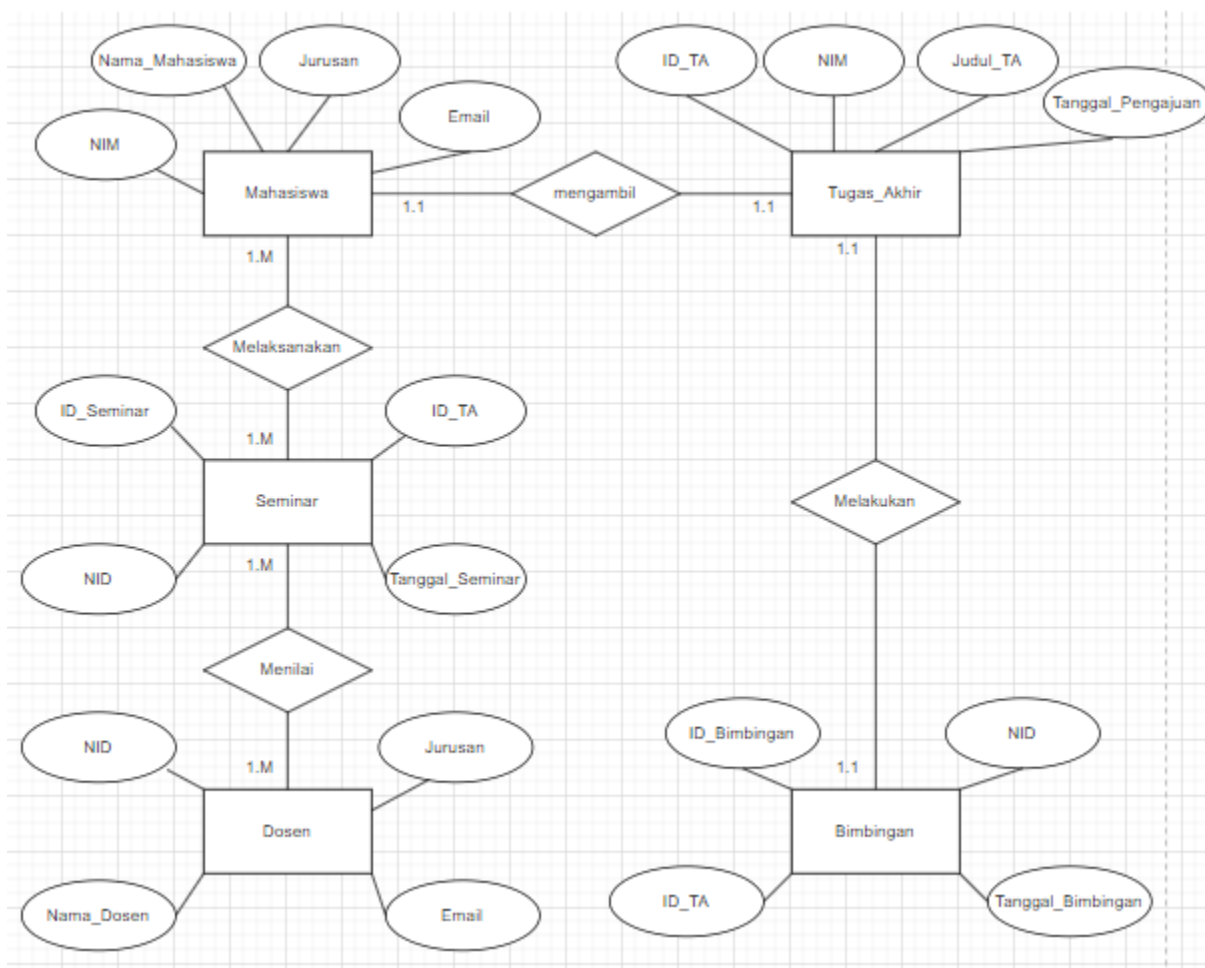 Nama_Mahasiswa
Jurusan
ID_TA
NIM
Judul_TA
Tanggal_Pengajuan
Email
NIM
Mahasiswa
mengambil
Tugas_Akhir
1.1
1.1
1.M
1.1
Melaksanakan
ID_Seminar
ID_TA
1.M
Seminar
Melakukan
1.M
NID
Tanggal_Seminar
Menilai
NID
Jurusan
ID_Bimbingan
NID
1.M
1.1
Dosen
Bimbingan
Nama_Dosen
Email
ID_TA
Tanggal_Bimbingan